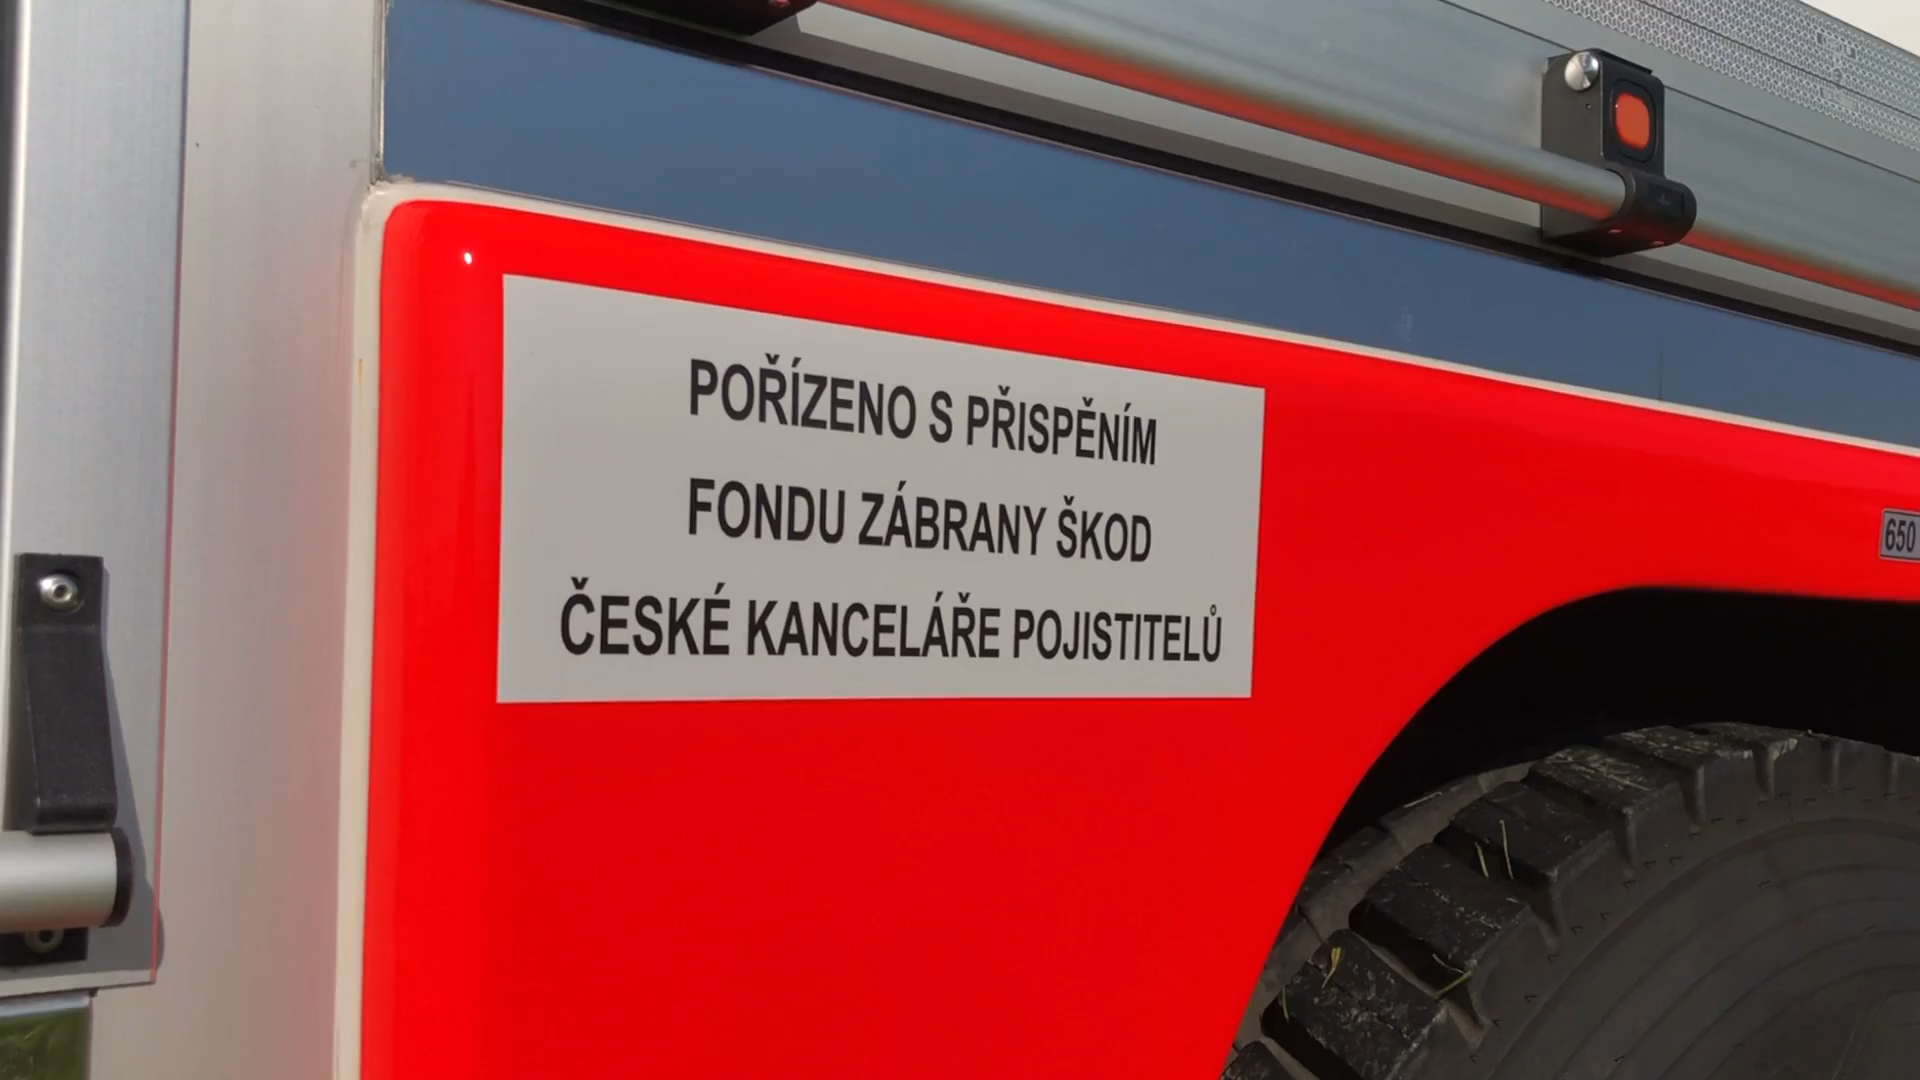 POŘÍZENO S PŘISPĚNÍM
FONDU ZÁBRANY ŠKOD
ČESKÉ KANCELÁŘE POJISTITELŮ
650